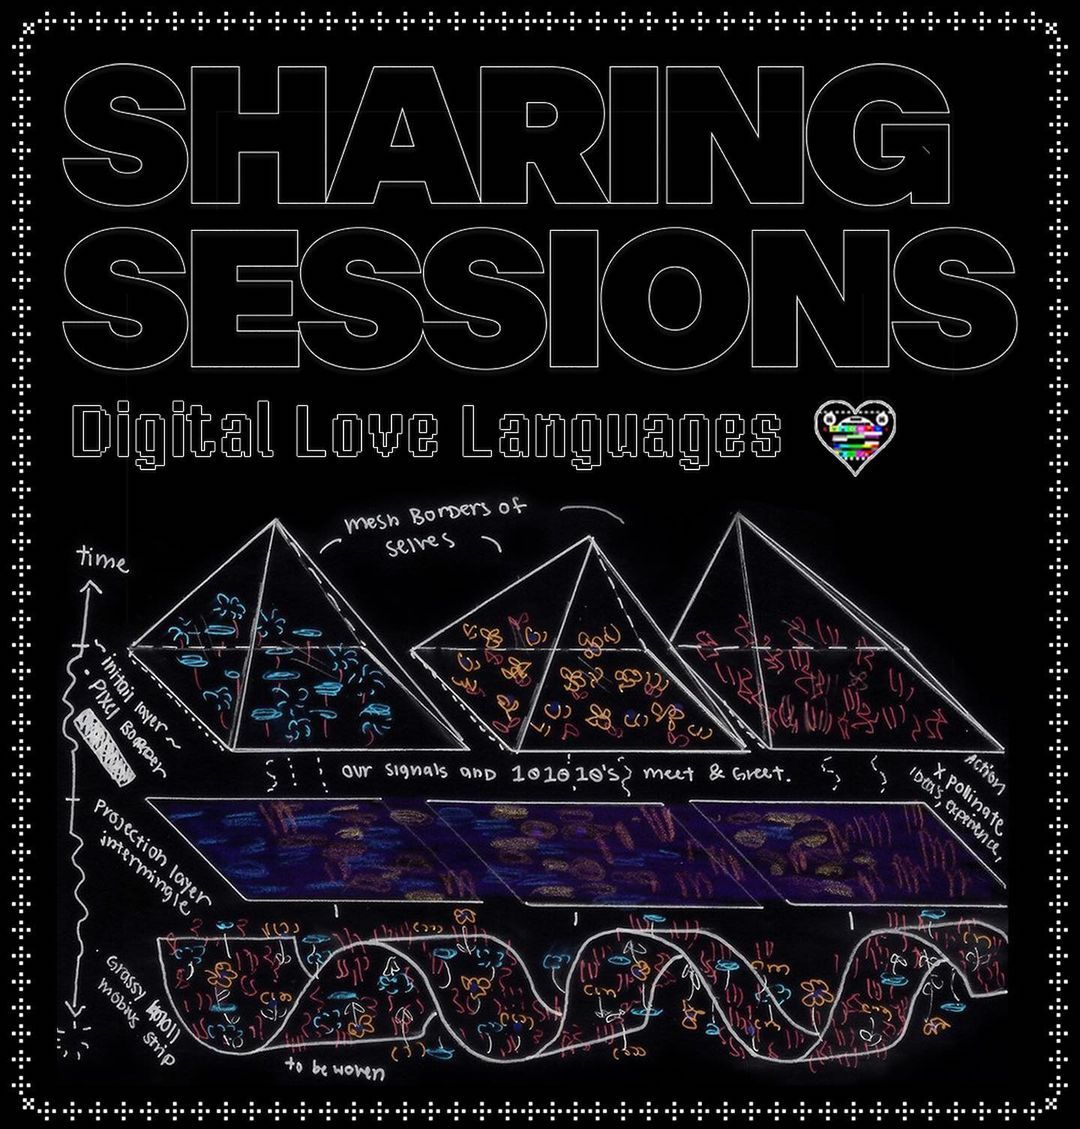 SHARING
SESSIONS
Digital Love Languages
time
mesh Borders of
selves
~ initial layer ~
• Pixel Border
our signals and 101010's} meet & Greet.
Action
X pollinate
ideas, experience,
Projection layer
intermingle
Grassy
mobius strip
to be woven